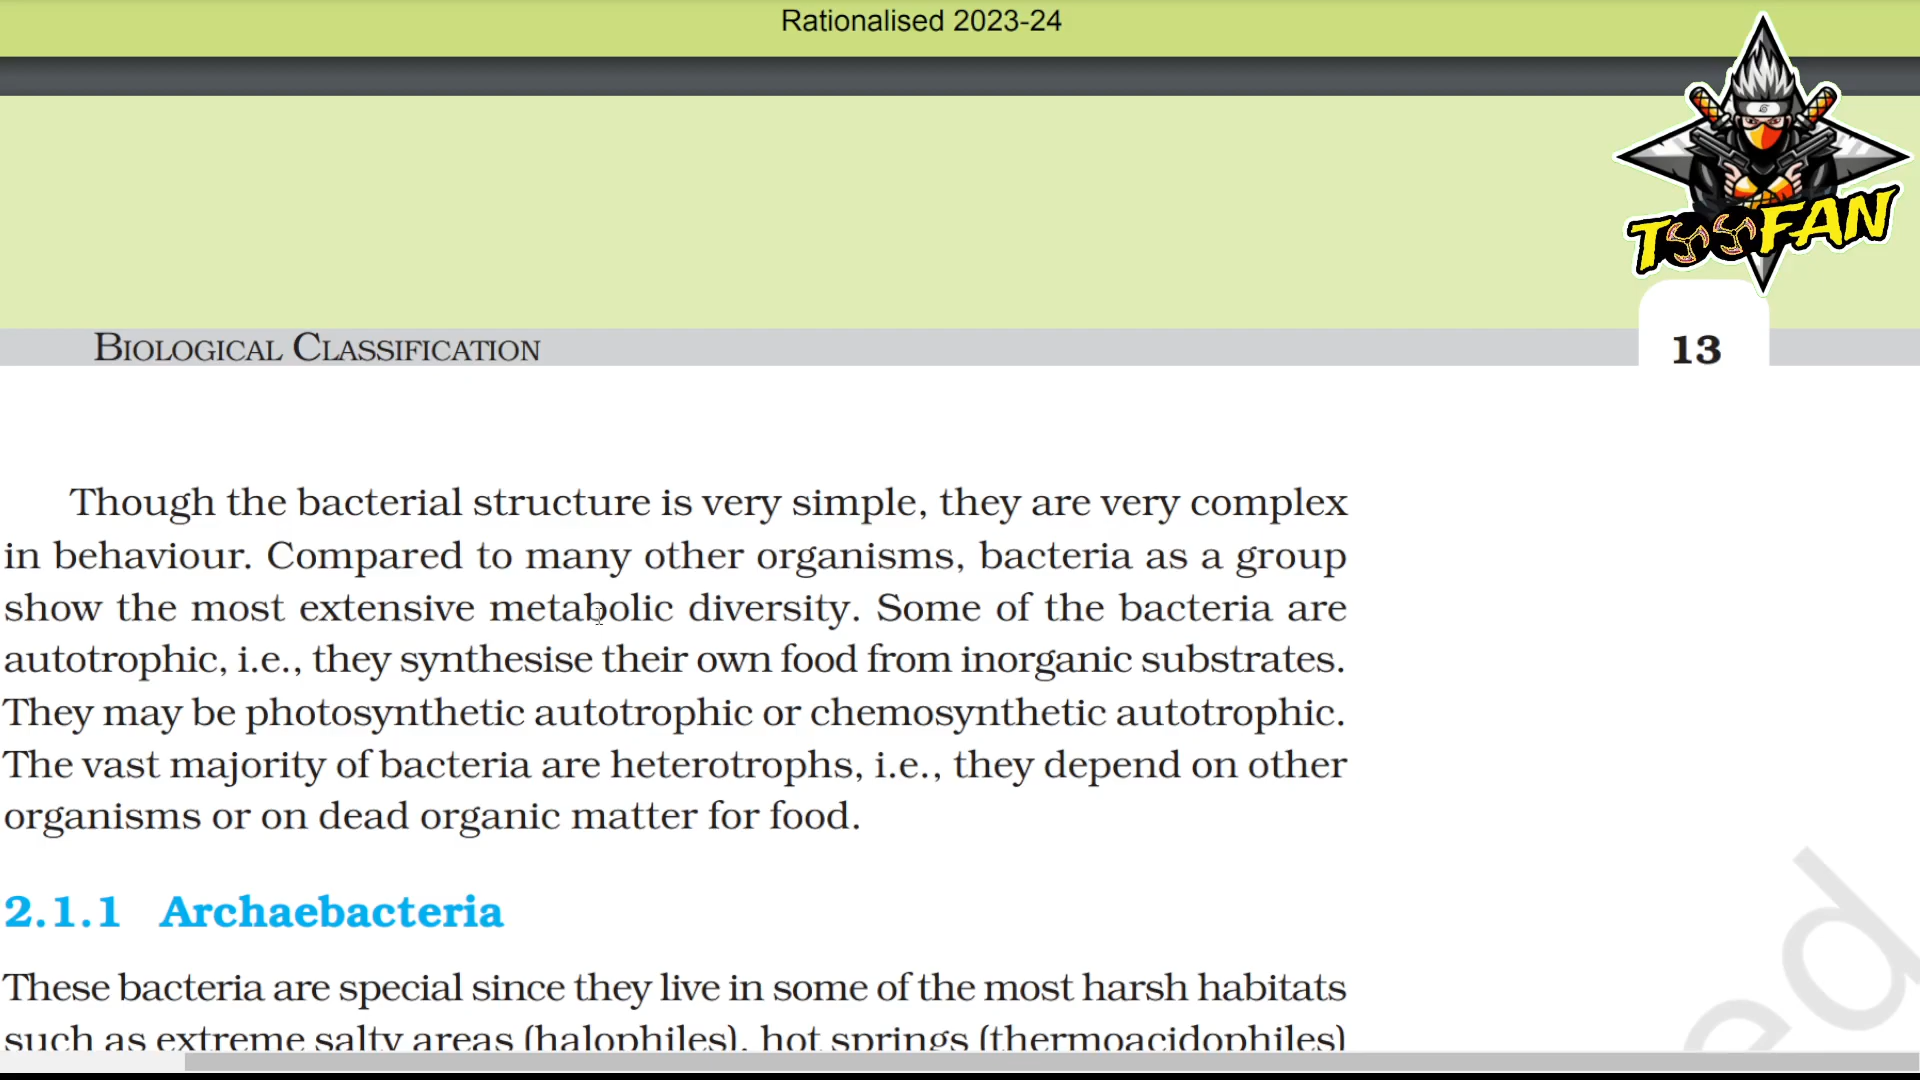 Rationalised 2023-24
TOOFAN
BIOLOGICAL CLASSIFICATION
13
Though the bacterial structure is very simple, they are very complex
in behaviour. Compared to many other organisms, bacteria as a group
show the most extensive metabolic diversity. Some of the bacteria are
autotrophic, i.e., they synthesise their own food from inorganic substrates.
They may be photosynthetic autotrophic or chemosynthetic autotrophic.
The vast majority of bacteria are heterotrophs, i.e., they depend on other
organisms or on dead organic matter for food.
2.1.1 Archaebacteria
These bacteria are special since they live in some of the most harsh habitats
such as extreme salty areas (halophiles), hot springs (thermoacidophiles)
ed